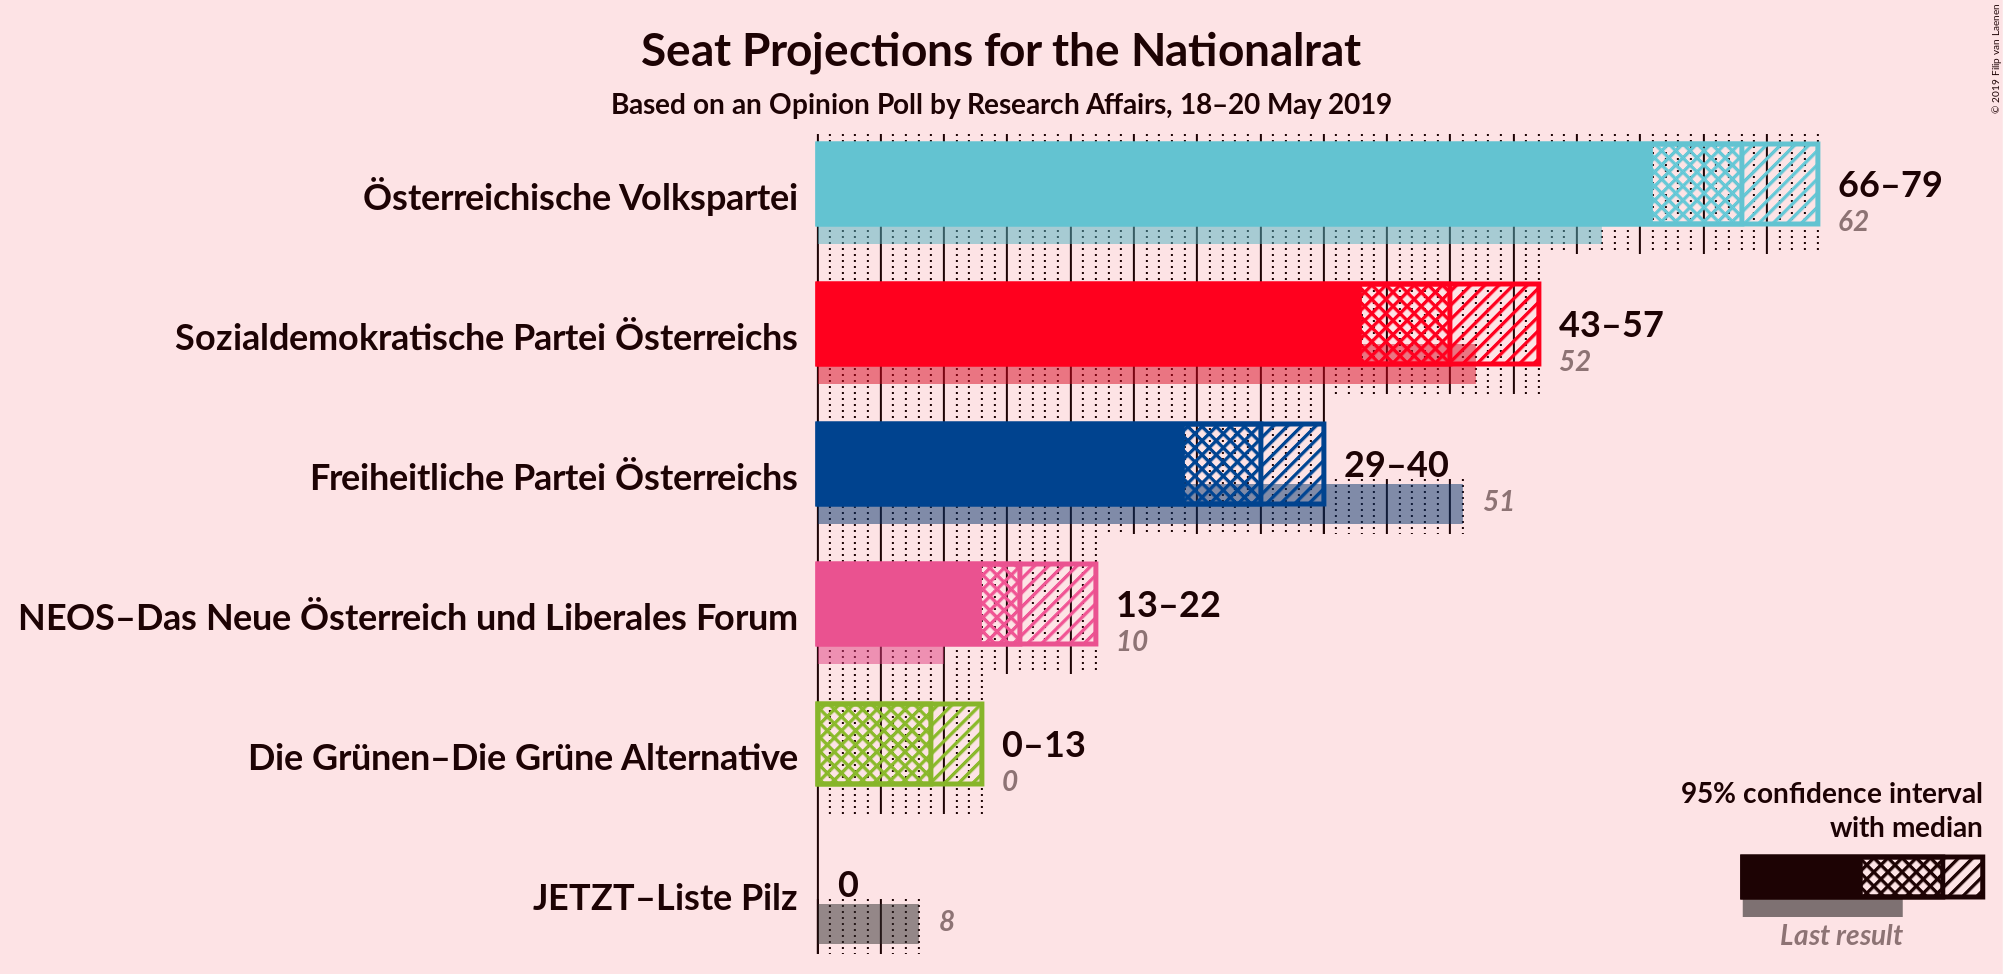 Seat Projections for the Nationalrat
Based on an Opinion Poll by Research Affairs, 18–20 May 2019
© 2019 Filip van Laenen
Österreichische Volkspartei
66–79
62
Sozialdemokratische Partei Österreichs
43–57
52
Freiheitliche Partei Österreichs
29–40
51
NEOS–Das Neue Österreich und Liberales Forum
13–22
10
Die Grünen–Die Grüne Alternative
0–13
0
JETZT–Liste Pilz
0
8
95% confidence interval
with median
Last result